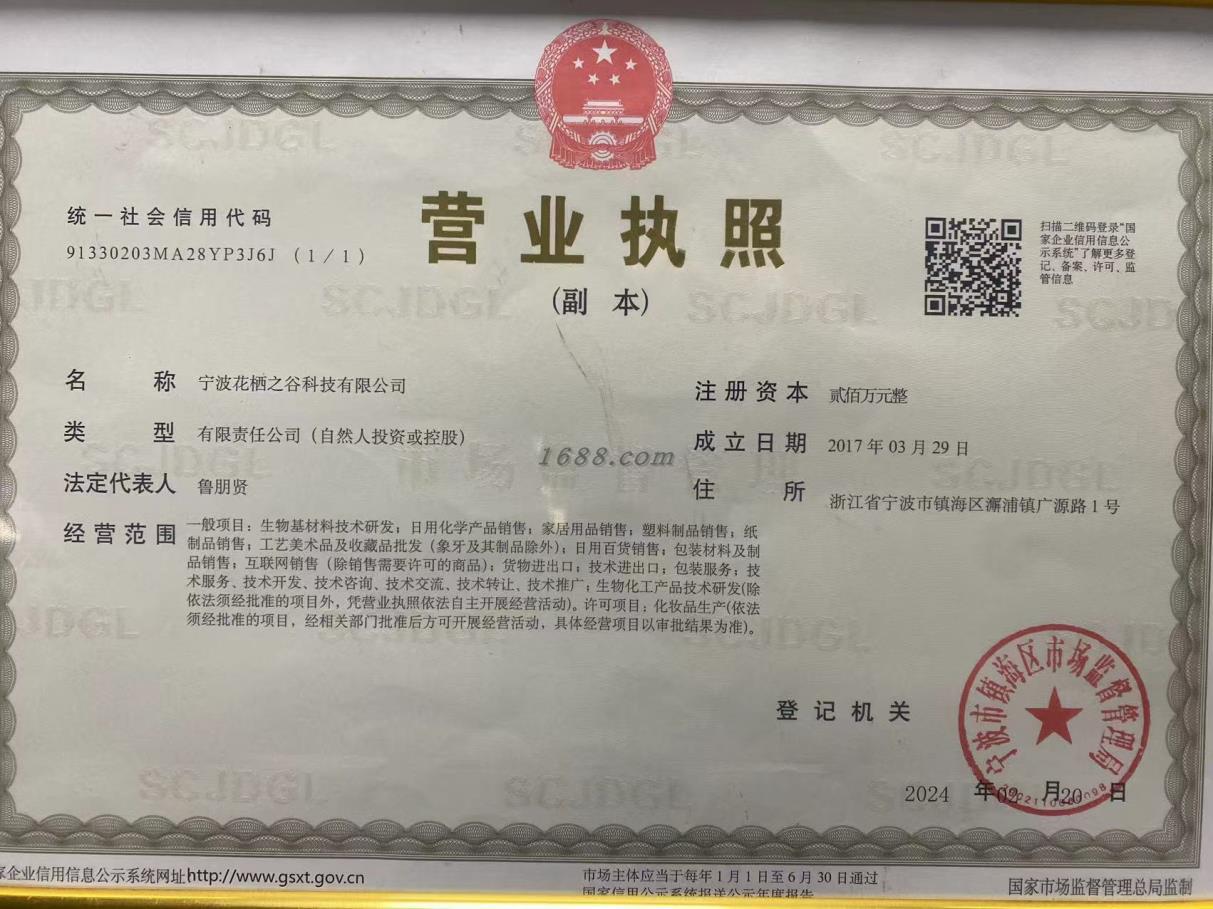 营业执照
(副 本)
统一社会信用代码
91330203MA28YP3J6J (1/1)
扫描二维码登录“国
家企业信用信息公
示系统”了解更多登
记、备案、许可、监
管信息
名 称 宁波花栖之谷科技有限公司
类 型 有限责任公司（自然人投资或控股）
法定代表人 鲁朋贤
经营范围 一般项目：生物基材料技术研发；日用化学产品销售；家居用品销售；塑料制品销售；纸
制品销售；工艺美术品及收藏品批发（象牙及其制品除外）；日用百货销售；包装材料及制
品销售；互联网销售（除销售需要许可的商品）；货物进出口；技术进出口；包装服务；技
术服务、技术开发、技术咨询、技术交流、技术转让、技术推广；生物化工产品技术研发(除
依法须经批准的项目外，凭营业执照依法自主开展经营活动)。许可项目：化妆品生产(依法
须经批准的项目，经相关部门批准后方可开展经营活动，具体经营项目以审批结果为准)。
注册资本 贰佰万元整
成立日期 2017年03月29日
住 所 浙江省宁波市镇海区澥浦镇广源路1号
1688.com
登记机关
宁波市镇海区市场监督管理局
2024 年02 月20 日
家企业信用信息公示系统网址http://www.gsxt.gov.cn
市场主体应当于每年1月1日至6月30日通过
国家信用公示系统报送公示年度报告
国家市场监督管理总局监制